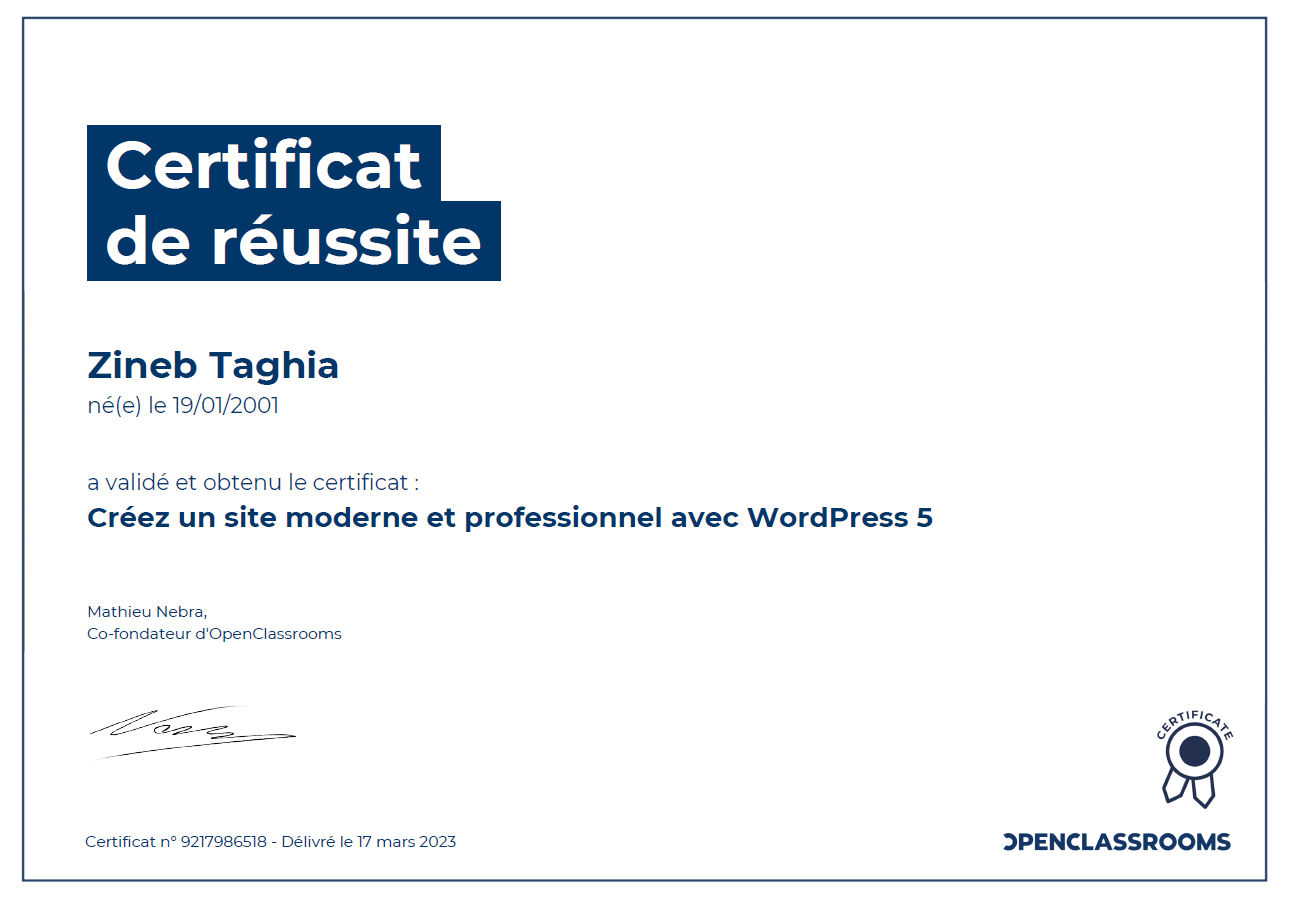 Certificat
de réussite
Zineb Taghia
né(e) le 19/01/2001
a validé et obtenu le certificat :
Créez un site moderne et professionnel avec WordPress 5
Mathieu Nebra,
Co-fondateur d'OpenClassrooms
CERTIFICATE
Certificat n° 9217986518 - Délivré le 17 mars 2023
OPENCLASSROOMS